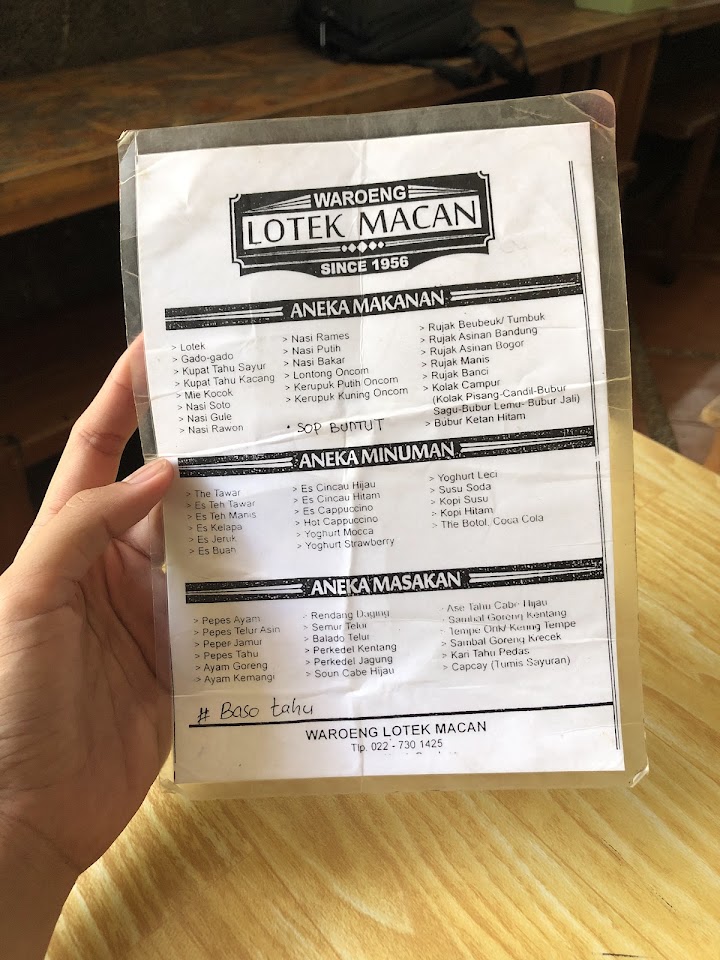 WAROENG
LOTEK MACAN
SINCE 1956
ANEKA MAKANAN
> Lotek
> Gado-gado
> Kupat Tahu Sayur
> Kupat Tahu Kacang
> Mie Kocok
> Nasi Soto
> Nasi Gule
> Nasi Rawon
> Nasi Rames
> Nasi Putih
> Nasi Bakar
> Lontong Oncom
> Kerupuk Putih Oncom
> Kerupuk Kuning Oncom
• SOP BUNTUT
> Rujak Beubeuk/ Tumbuk
> Rujak Asinan Bandung
> Rujak Asinan Bogor
> Rujak Manis
> Rujak Banci
> Kolak Campur
(Kolak Pisang-Candil-Bubur
Sagu-Bubur Lemu- Bubur Jali)
> Bubur Ketan Hitam
ANEKA MINUMAN
> The Tawar
> Es Teh Tawar
> Es Teh Manis
> Es Kelapa
> Es Jeruk
> Es Buah
> Es Cincau Hijau
> Es Cincau Hitam
> Es Cappuccino
> Hot Cappuccino
> Yoghurt Mocca
> Yoghurt Strawberry
> Yoghurt Leci
> Susu Soda
> Kopi Susu
> Kopi Hitam
> The Botol, Coca Cola
ANEKA MASAKAN
> Pepes Ayam
> Pepes Telur Asin
> Peper Jamur
> Pepes Tahu
> Ayam Goreng
> Ayam Kemangi
> Rendang Daging
> Semur Telur
> Balado Telur
> Perkedel Kentang
> Perkedel Jagung
> Soun Cabe Hijau
> Ase Tahu Cabe Hijau
> Sambal Goreng Kentang
> Tempe Orik/ Kering Tempe
> Sambal Goreng Krecek
> Kari Tahu Pedas
> Capcay (Tumis Sayuran)
# Baso tahu
WAROENG LOTEK MACAN
Tlp. 022 - 730 1425